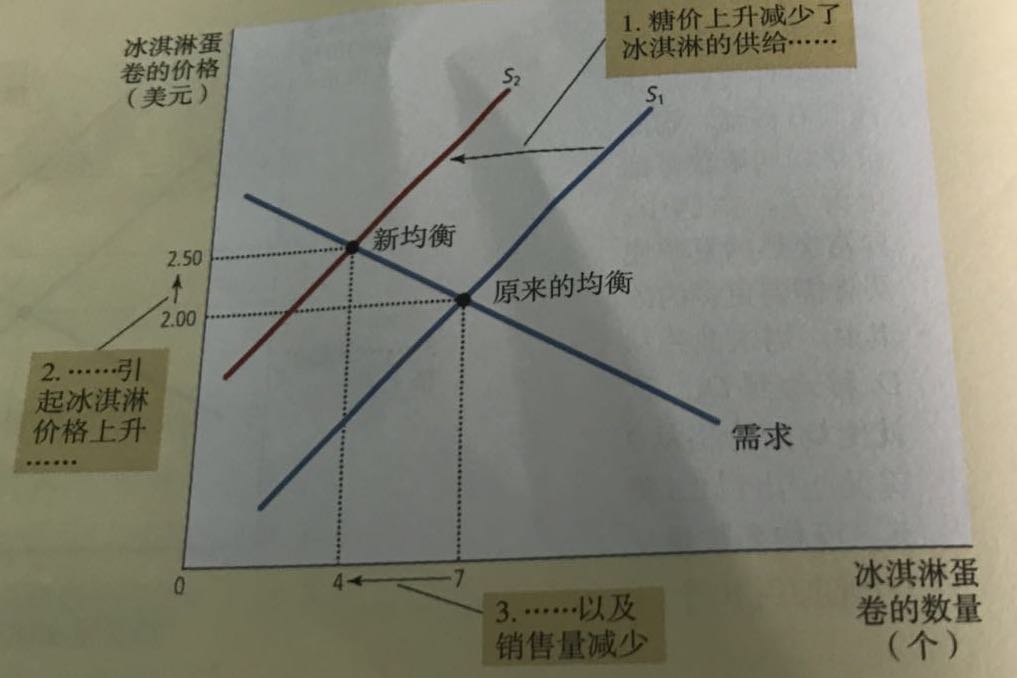 冰淇淋蛋
卷的价格
（美元）
1. 糖价上升减少了
冰淇淋的供给……
S₂
S₁
新均衡
原来的均衡
2.50
2.00
2. ……引
起冰淇淋
价格上升
……
需求
0
4
7
3. ……以及
销售量减少
冰淇淋蛋
卷的数量
（个）